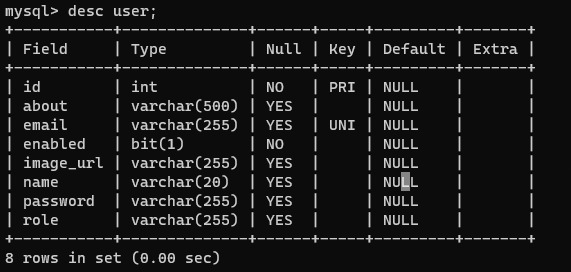 mysql> desc user;
+-----------+--------------+------+-----+---------+-------+
| Field     | Type         | Null | Key | Default | Extra |
+-----------+--------------+------+-----+---------+-------+
| id        | int          | NO   | PRI | NULL    |       |
| about     | varchar(500) | YES  |     | NULL    |       |
| email     | varchar(255) | YES  | UNI | NULL    |       |
| enabled   | bit(1)       | NO   |     | NULL    |       |
| image_url | varchar(255) | YES  |     | NULL    |       |
| name      | varchar(20)  | YES  |     | NULL    |       |
| password  | varchar(255) | YES  |     | NULL    |       |
| role      | varchar(255) | YES  |     | NULL    |       |
+-----------+--------------+------+-----+---------+-------+
8 rows in set (0.00 sec)